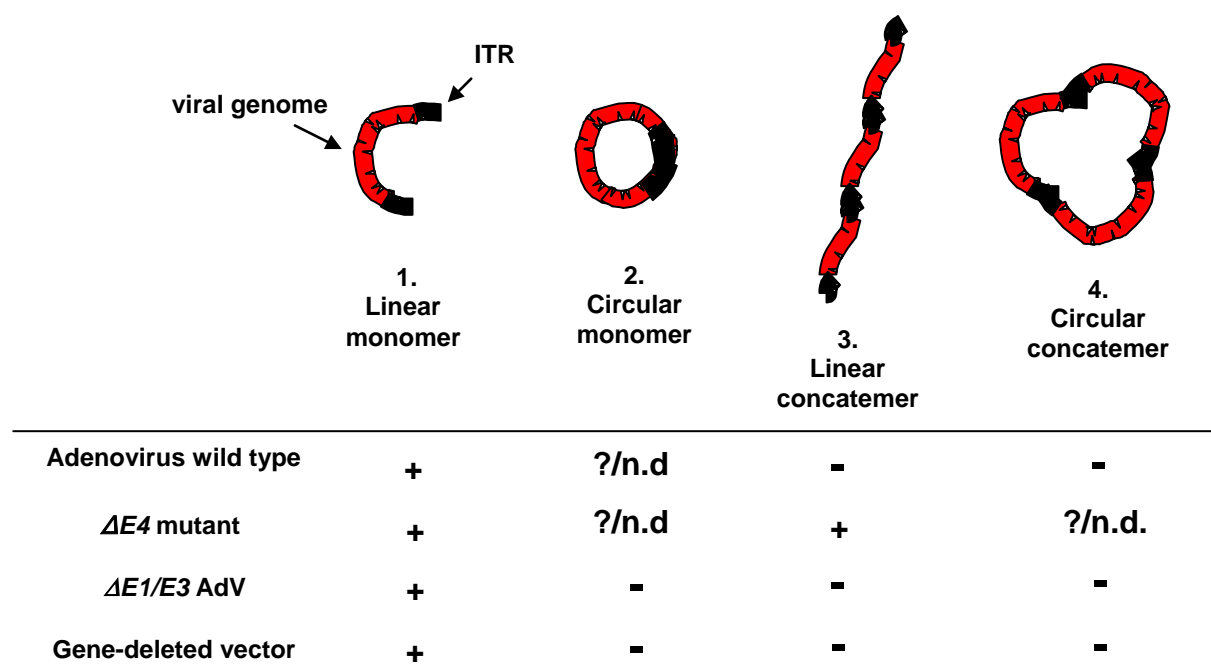 ITR
viral genome
1.
Linear
monomer
2.
Circular
monomer
3.
Linear
concatemer
4.
Circular
concatemer
Adenovirus wild type + ?/n.d - -
ΔE4 mutant + ?/n.d + ?/n.d.
ΔE1/E3 AdV + - - -
Gene-deleted vector + - - -